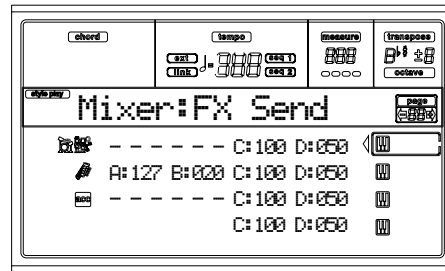 chord tempo measure transpose
ext seq 1
link seq 2
octave
style play
Mixer:FX Send page
------ C:100 D:050
A:127 B:020 C:100 D:050
acc ------ C:100 D:050
C:100 D:050